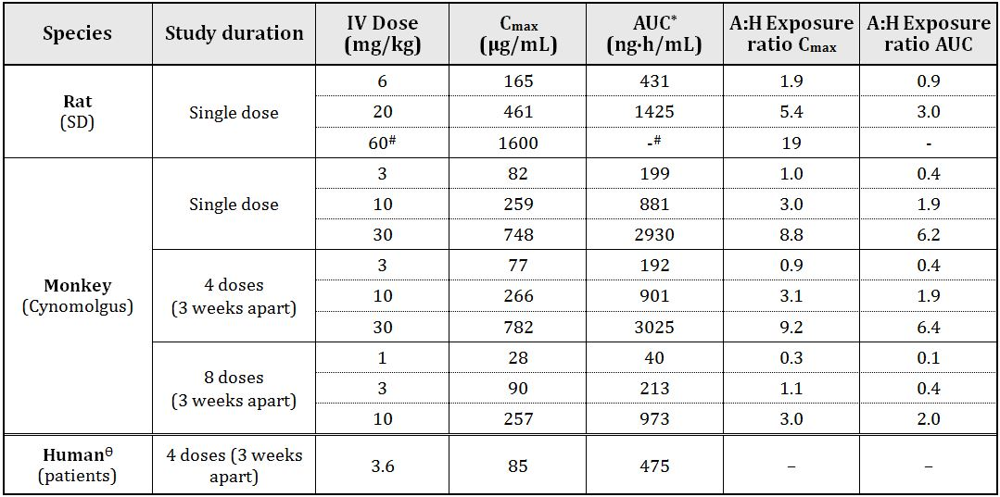 Species Study duration IV Dose (mg/kg) Cmax (µg/mL) AUC* (ng·h/mL) A:H Exposure ratio Cmax A:H Exposure ratio AUC
Rat (SD) Single dose 6 165 431 1.9 0.9
20 461 1425 5.4 3.0
60# 1600 -# 19 -
Monkey (Cynomolgus) Single dose 3 82 199 1.0 0.4
10 259 881 3.0 1.9
30 748 2930 8.8 6.2
4 doses (3 weeks apart) 3 77 192 0.9 0.4
10 266 901 3.1 1.9
30 782 3025 9.2 6.4
8 doses (3 weeks apart) 1 28 40 0.3 0.1
3 90 213 1.1 0.4
10 257 973 3.0 2.0
Humanθ (patients) 4 doses (3 weeks apart) 3.6 85 475 – –